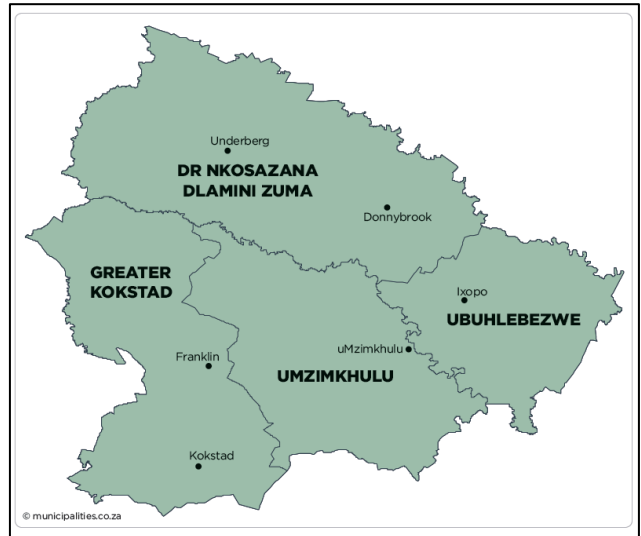 Underberg
DR NKOSAZANA
DLAMINI ZUMA
Donnybrook
GREATER
KOKSTAD
Ixopo
UBUHLEBEZWE
uMzimkhulu
Franklin
UMZIMKHULU
Kokstad
© municipalities.co.za